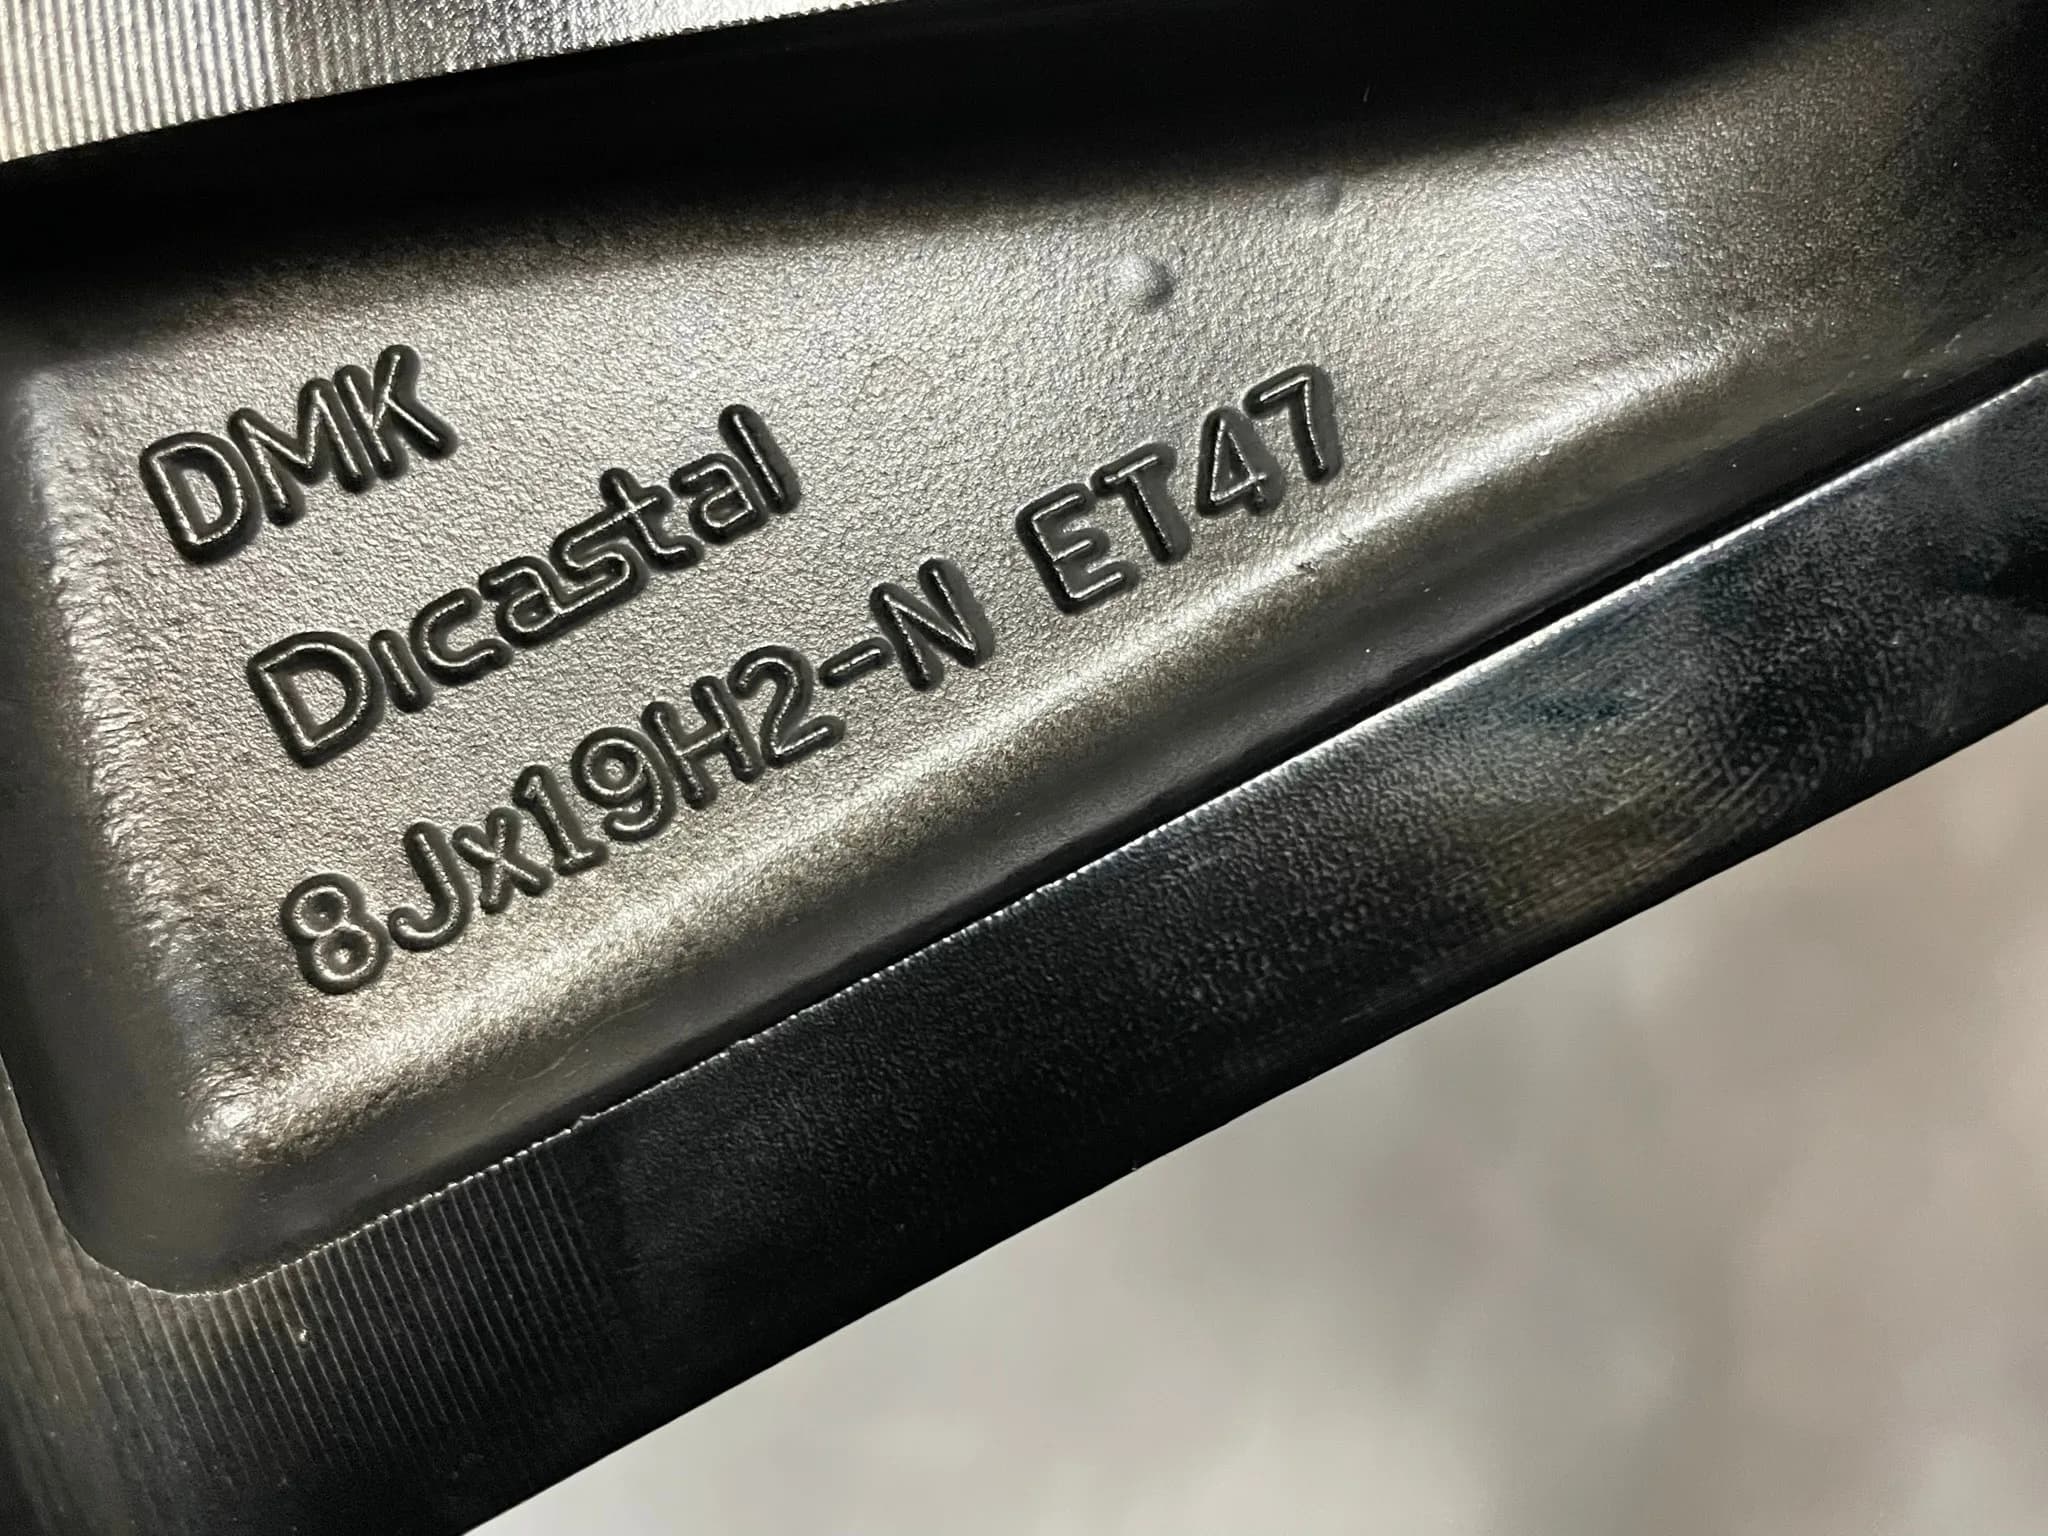 DMK
Dicastal
8Jx19H2-N ET47